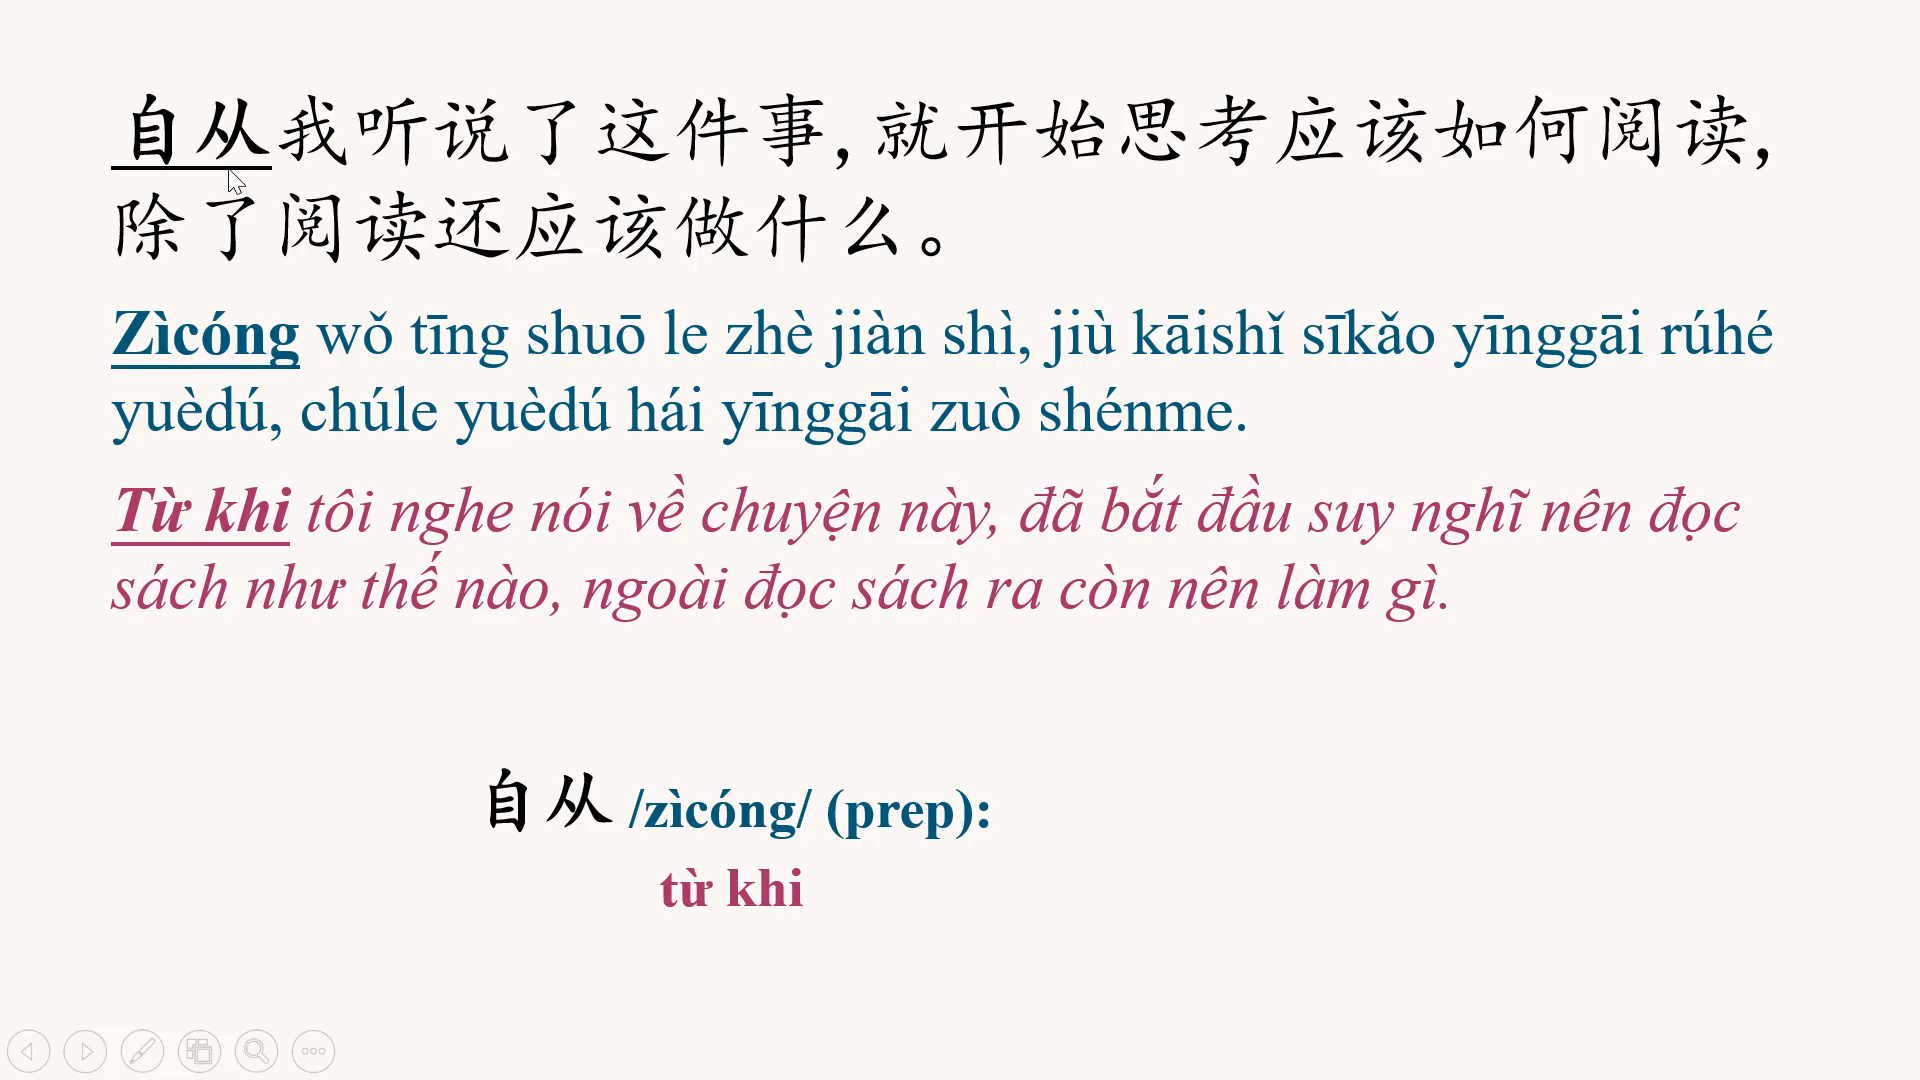 自从我听说了这件事,就开始思考应该如何阅读,
除了阅读还应该做什么。
Zìcóng wǒ tīng shuō le zhè jiàn shì, jiù kāishǐ sīkǎo yīnggāi rúhé
yuèdú, chúle yuèdú hái yīnggāi zuò shénme.
Từ khi tôi nghe nói về chuyện này, đã bắt đầu suy nghĩ nên đọc
sách như thế nào, ngoài đọc sách ra còn nên làm gì.
自从 /zìcóng/ (prep):
từ khi